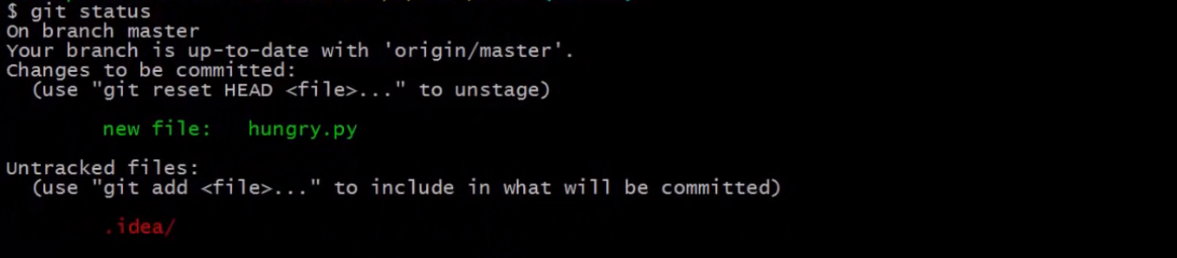 $ git status
On branch master
Your branch is up-to-date with 'origin/master'.
Changes to be committed:
  (use "git reset HEAD <file>..." to unstage)

        new file:   hungry.py

Untracked files:
  (use "git add <file>..." to include in what will be committed)

        .idea/